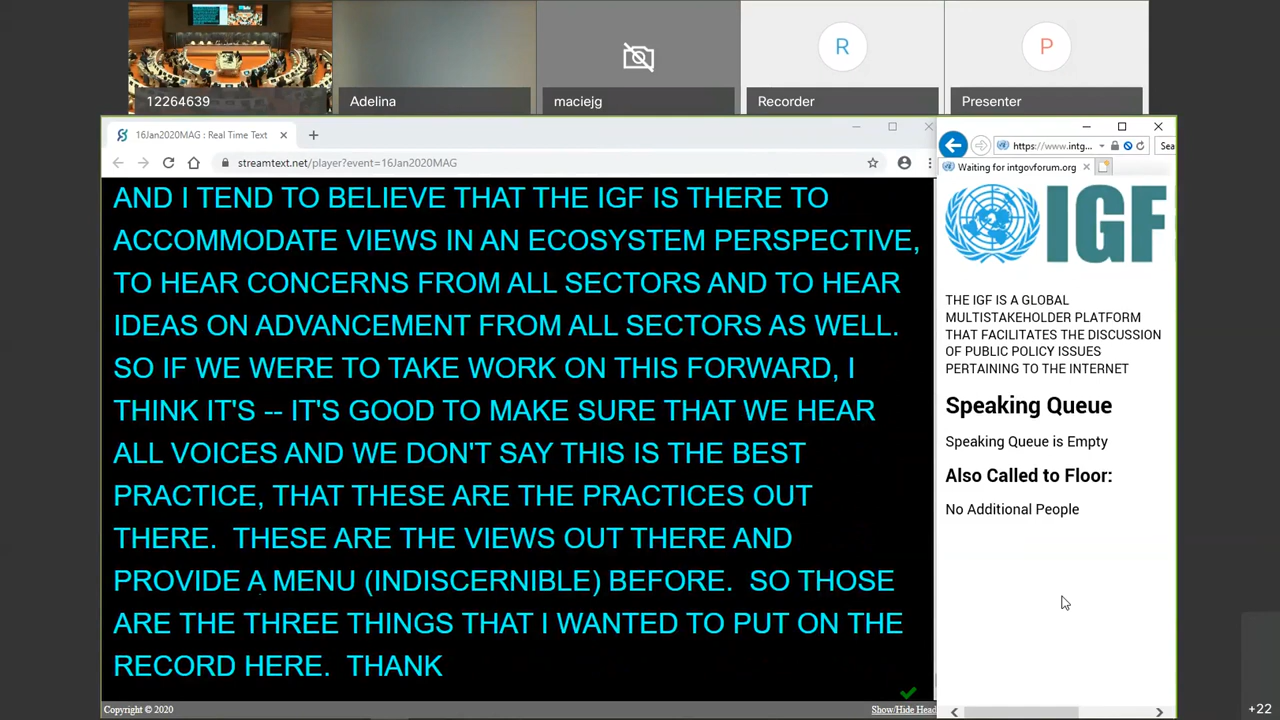 12264639
Adelina
maciejg
R
Recorder
P
Presenter
16Jan2020MAG : Real Time Text
streamtext.net/player?event=16Jan2020MAG
AND I TEND TO BELIEVE THAT THE IGF IS THERE TO
ACCOMMODATE VIEWS IN AN ECOSYSTEM PERSPECTIVE,
TO HEAR CONCERNS FROM ALL SECTORS AND TO HEAR
IDEAS ON ADVANCEMENT FROM ALL SECTORS AS WELL.
SO IF WE WERE TO TAKE WORK ON THIS FORWARD, I
THINK IT'S -- IT'S GOOD TO MAKE SURE THAT WE HEAR
ALL VOICES AND WE DON'T SAY THIS IS THE BEST
PRACTICE, THAT THESE ARE THE PRACTICES OUT
THERE.  THESE ARE THE VIEWS OUT THERE AND
PROVIDE A MENU (INDISCERNIBLE) BEFORE.  SO THOSE
ARE THE THREE THINGS THAT I WANTED TO PUT ON THE
RECORD HERE.  THANK
Copyright © 2020
Show/Hide Head
https://www.intg...
Sea
Waiting for intgovforum.org
IGF
THE IGF IS A GLOBAL
MULTISTAKEHOLDER PLATFORM
THAT FACILITATES THE DISCUSSION
OF PUBLIC POLICY ISSUES
PERTAINING TO THE INTERNET
Speaking Queue
Speaking Queue is Empty
Also Called to Floor:
No Additional People
+22